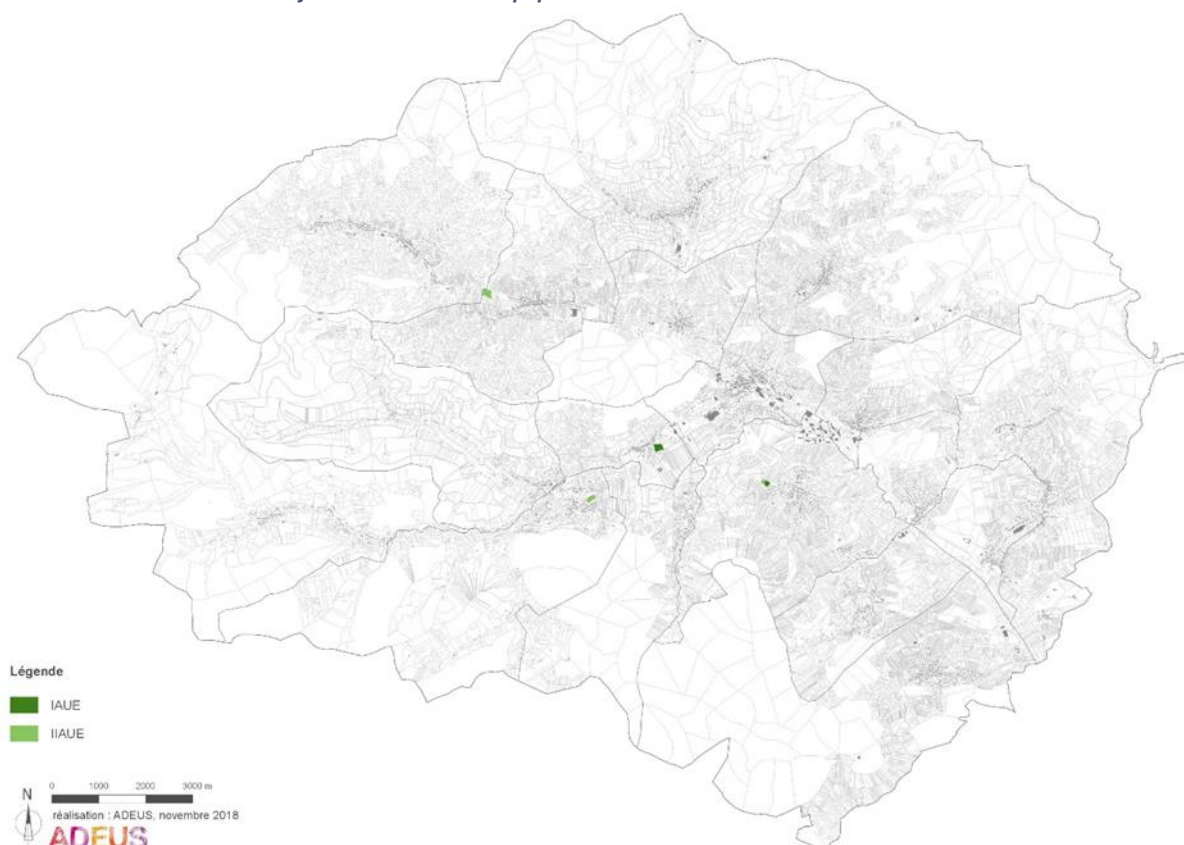 Légende
IAUE
IIAUE
0 1000 2000 3000 m
N
réalisation : ADEUS, novembre 2018
ADEUS